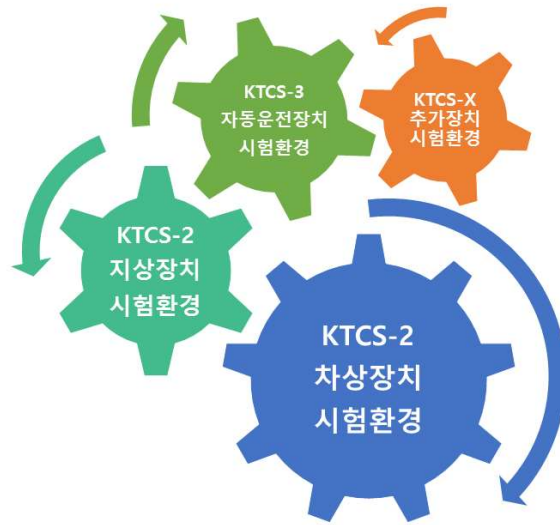 KTCS-3
자동운전장치
시험환경
KTCS-X
추가장치
시험환경
KTCS-2
지상장치
시험환경
KTCS-2
차상장치
시험환경